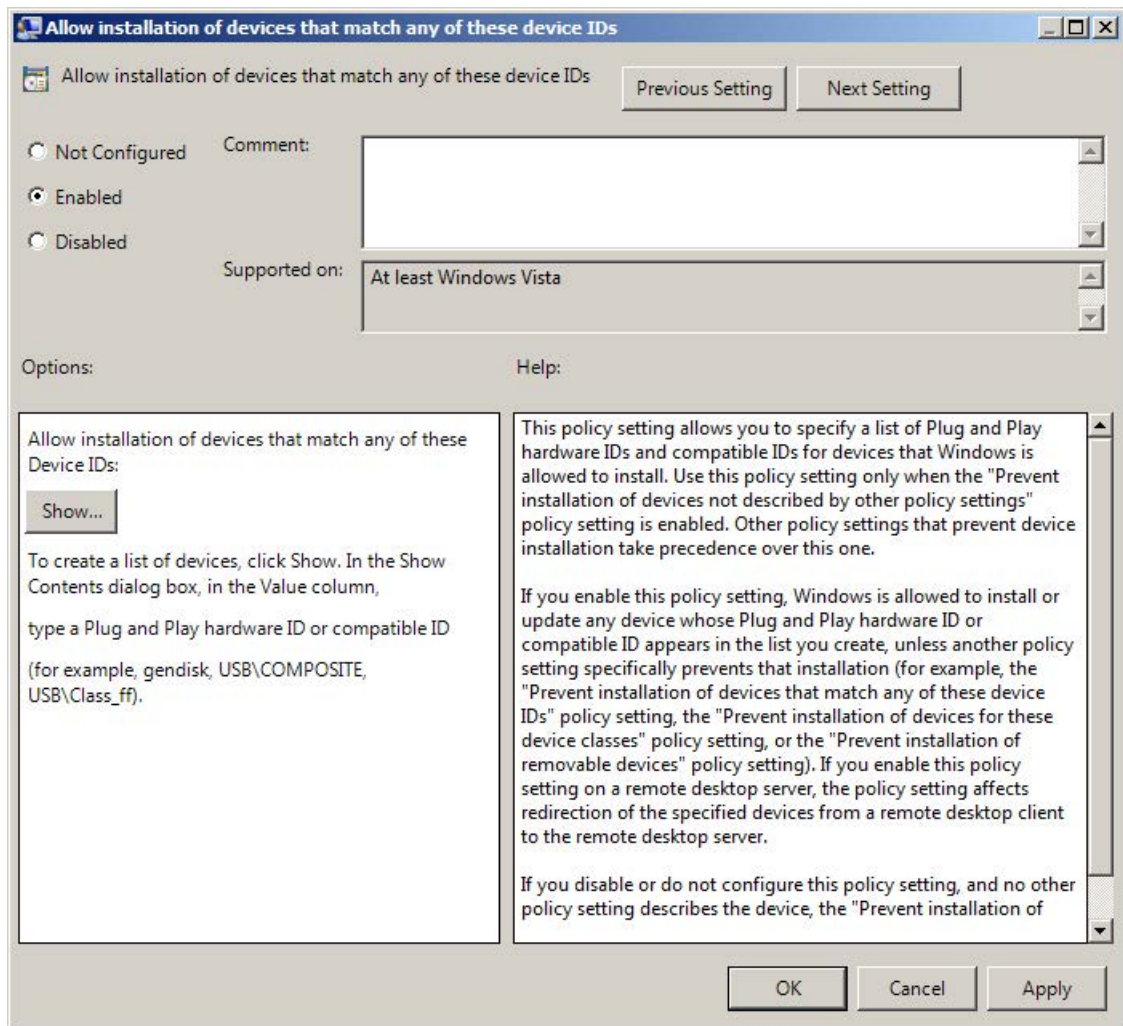 Allow installation of devices that match any of these device IDs
Allow installation of devices that match any of these device IDs
Previous Setting
Next Setting
Not Configured
Comment:
Enabled
Disabled
Supported on:
At least Windows Vista
Options:
Help:
Allow installation of devices that match any of these
Device IDs:
Show...
To create a list of devices, click Show. In the Show
Contents dialog box, in the Value column,
type a Plug and Play hardware ID or compatible ID
(for example, gendisk, USB\COMPOSITE,
USB\Class_ff).
This policy setting allows you to specify a list of Plug and Play
hardware IDs and compatible IDs for devices that Windows is
allowed to install. Use this policy setting only when the "Prevent
installation of devices not described by other policy settings"
policy setting is enabled. Other policy settings that prevent device
installation take precedence over this one.
If you enable this policy setting, Windows is allowed to install or
update any device whose Plug and Play hardware ID or
compatible ID appears in the list you create, unless another policy
setting specifically prevents that installation (for example, the
"Prevent installation of devices that match any of these device
IDs" policy setting, the "Prevent installation of devices for these
device classes" policy setting, or the "Prevent installation of
removable devices" policy setting). If you enable this policy
setting on a remote desktop server, the policy setting affects
redirection of the specified devices from a remote desktop client
to the remote desktop server.
If you disable or do not configure this policy setting, and no other
policy setting describes the device, the "Prevent installation of
OK
Cancel
Apply